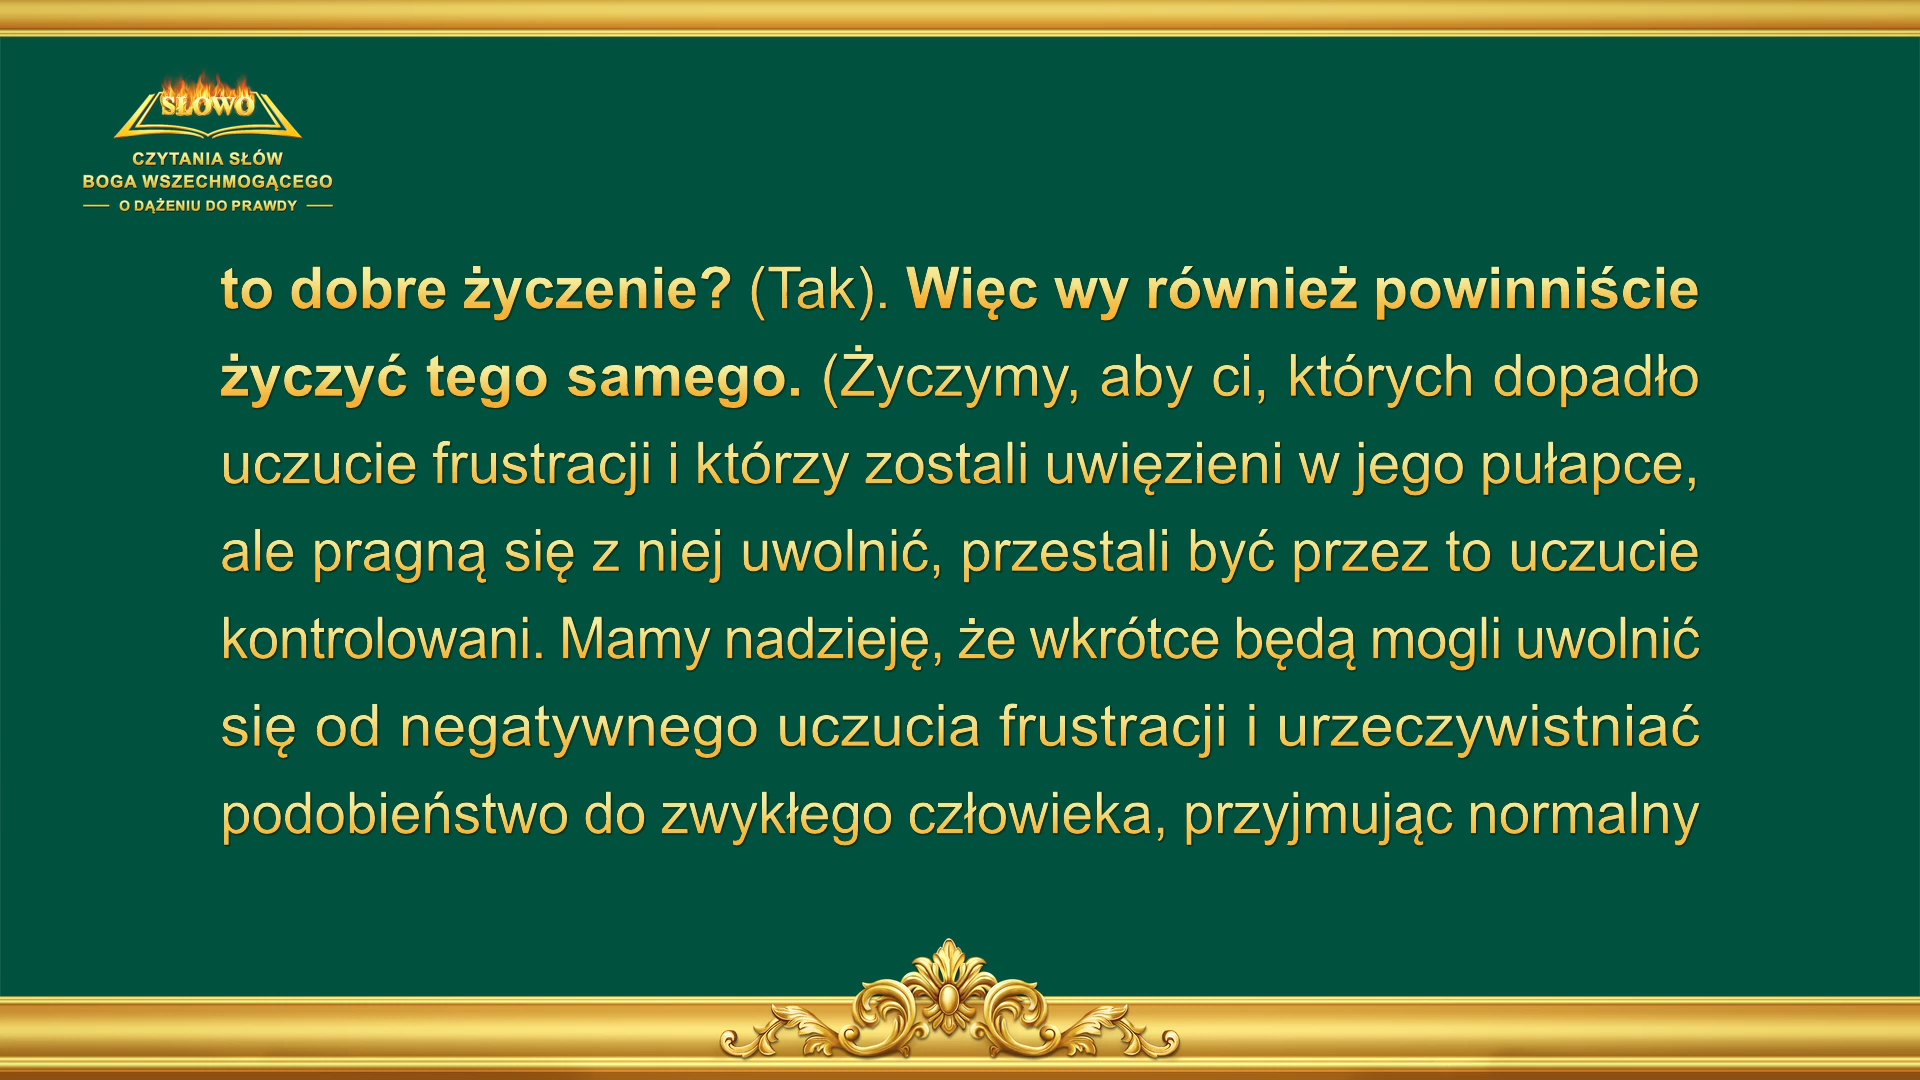 SŁOWO
CZYTANIA SŁÓW
BOGA WSZECHMOGĄCEGO
O DĄŻENIU DO PRAWDY
to dobre życzenie? (Tak). Więc wy również powinniście
życzyć tego samego. (Życzymy, aby ci, których dopadło
uczucie frustracji i którzy zostali uwięzieni w jego pułapce,
ale pragną się z niej uwolnić, przestali być przez to uczucie
kontrolowani. Mamy nadzieję, że wkrótce będą mogli uwolnić
się od negatywnego uczucia frustracji i urzeczywistniać
podobieństwo do zwykłego człowieka, przyjmując normalny